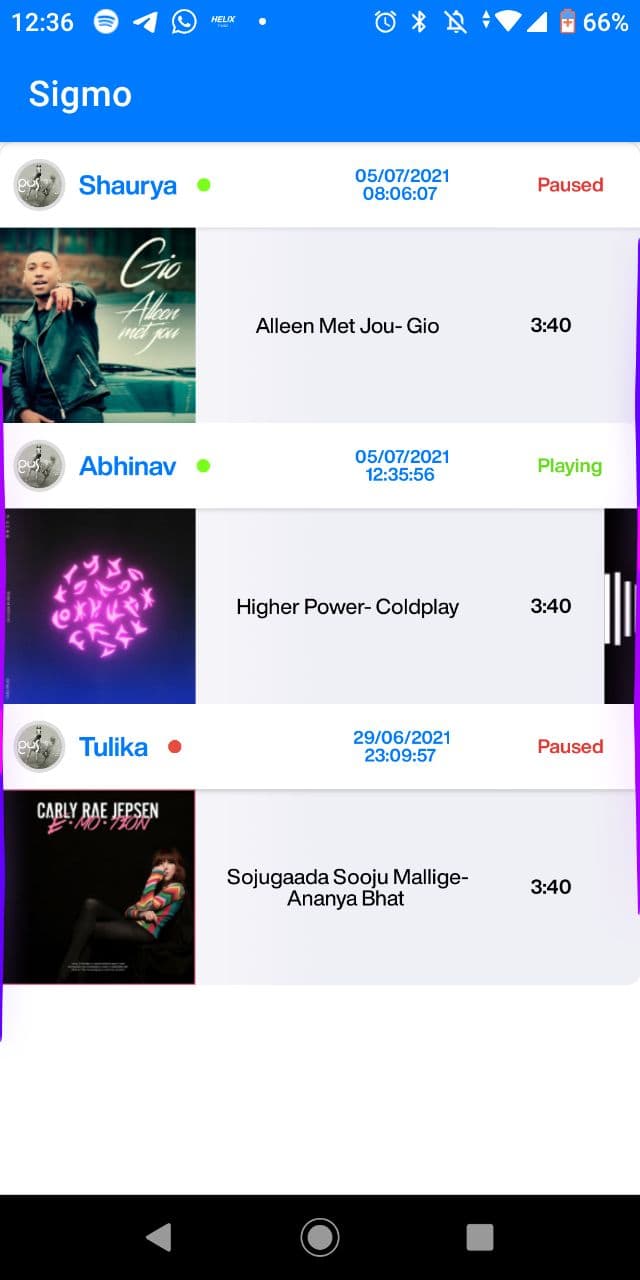 12:36 HELIX 66%
Sigmo
Shaurya 05/07/2021 Paused
08:06:07
Gio
Alleen
met jou
Alleen Met Jou- Gio 3:40
Abhinav 05/07/2021 Playing
12:35:56
Higher Power- Coldplay 3:40
Tulika 29/06/2021 Paused
23:09:57
CARLY RAE JEPSEN
E·MO·TION
Sojugaada Sooju Mallige-
Ananya Bhat
3:40